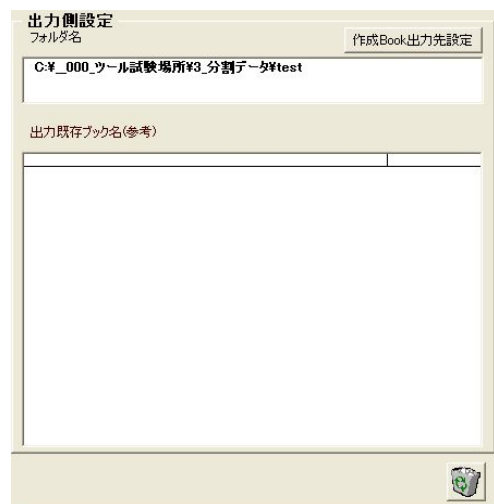 出力側設定
フォルダ名
作成Book出力先設定
C:¥_000_ツール試験場所¥3_分割データ¥test
出力既存ブック名(参考)